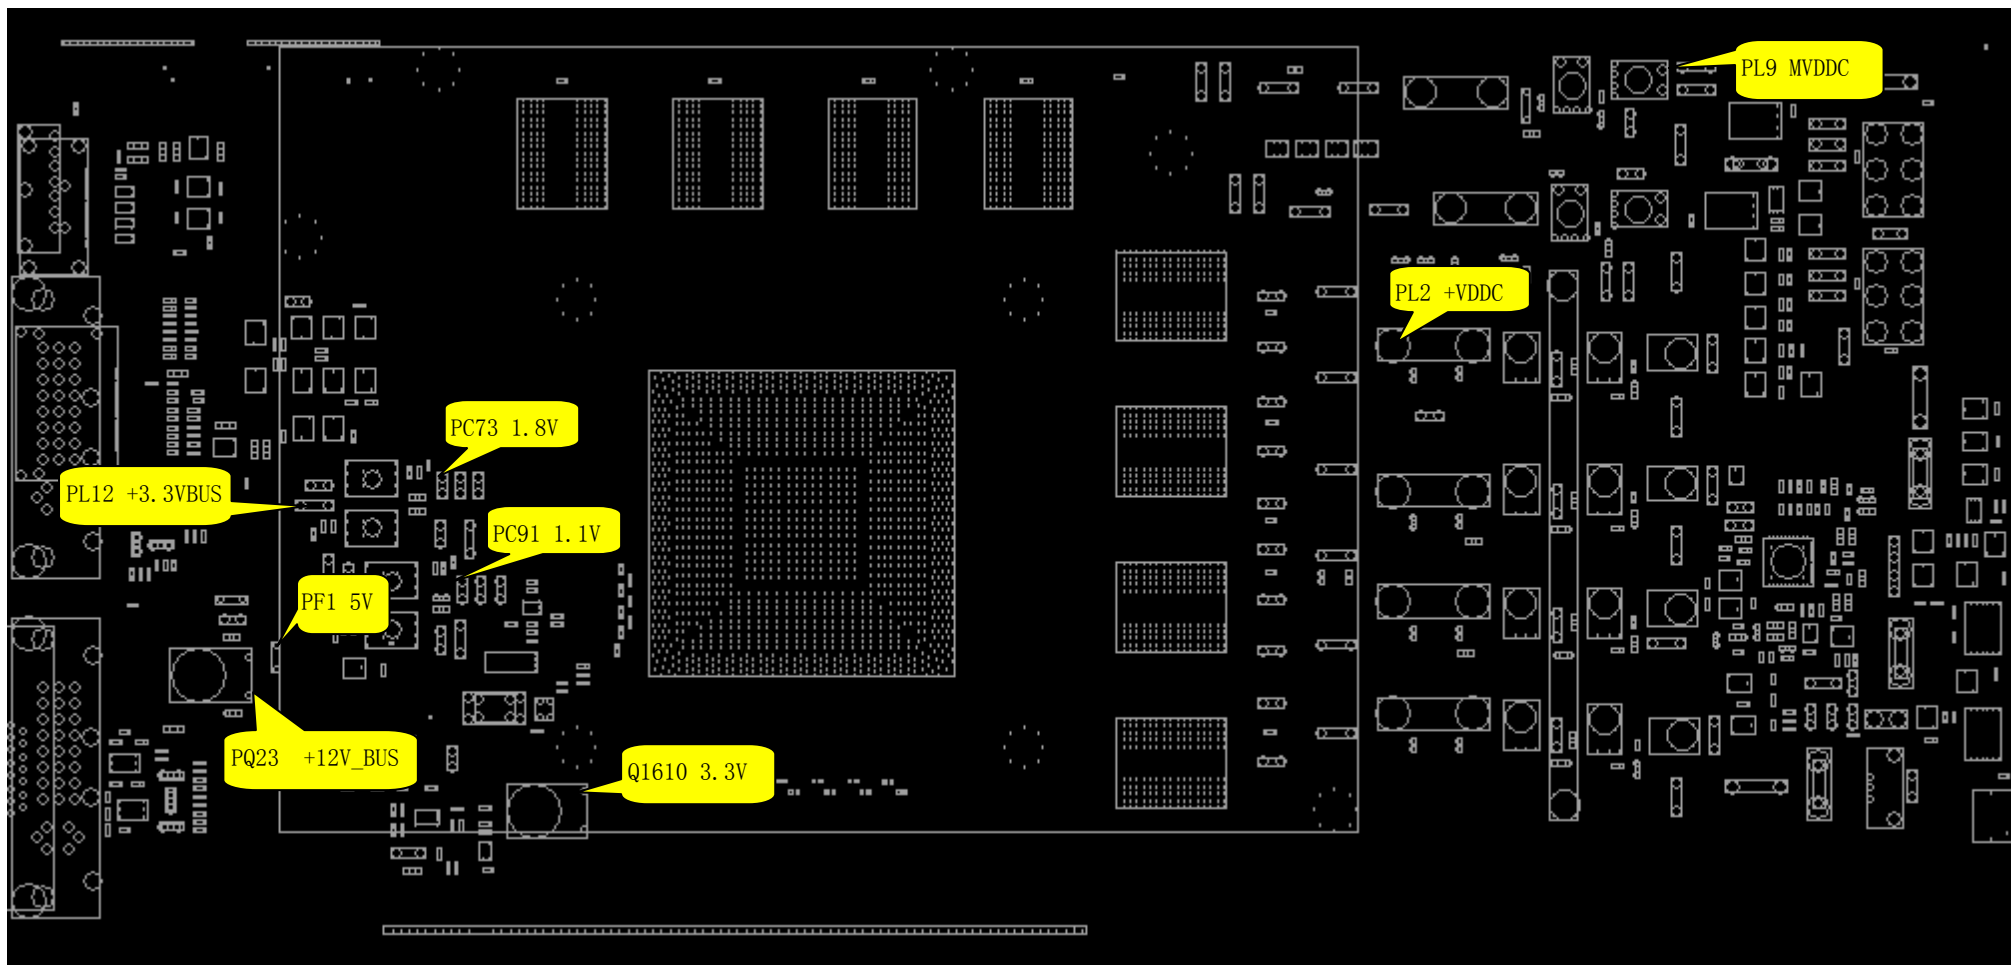 PL9 MVDDC
PL2 +VDDC
PC73 1.8V
PL12 +3.3VBUS
PC91 1.1V
PF1 5V
PQ23 +12V_BUS
Q1610 3.3V